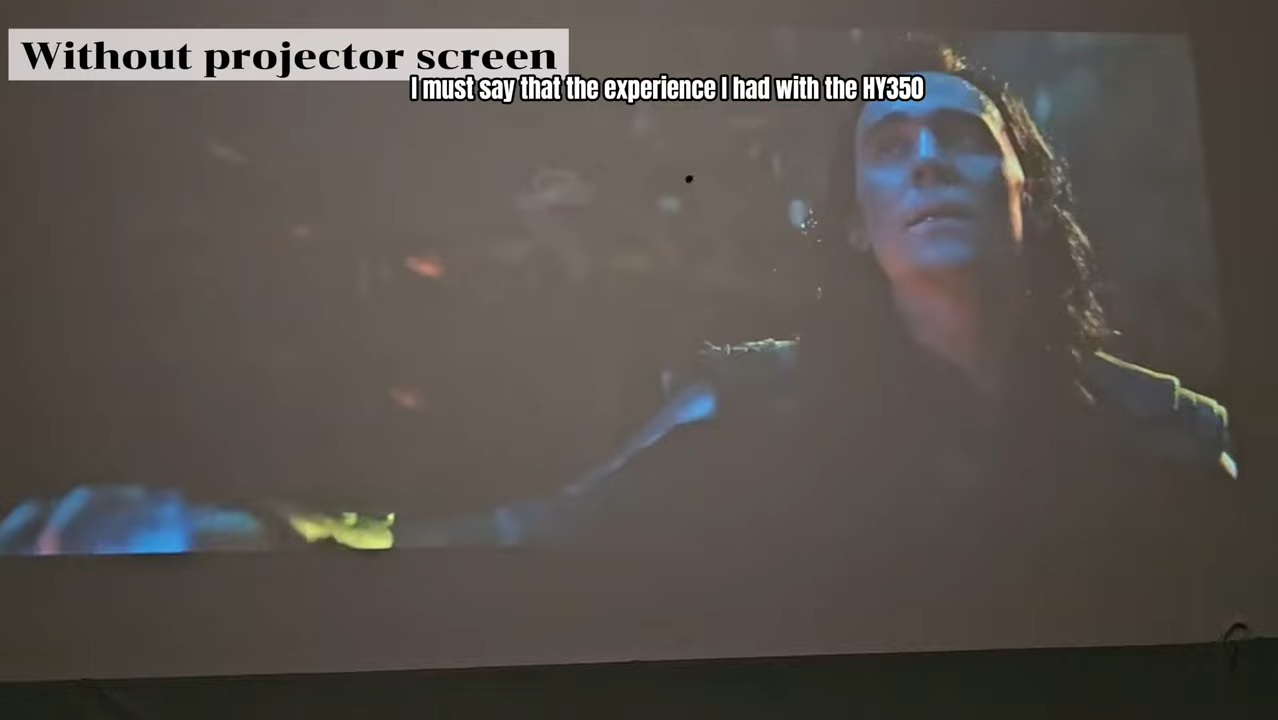 Without projector screen
I must say that the experience I had with the HY350